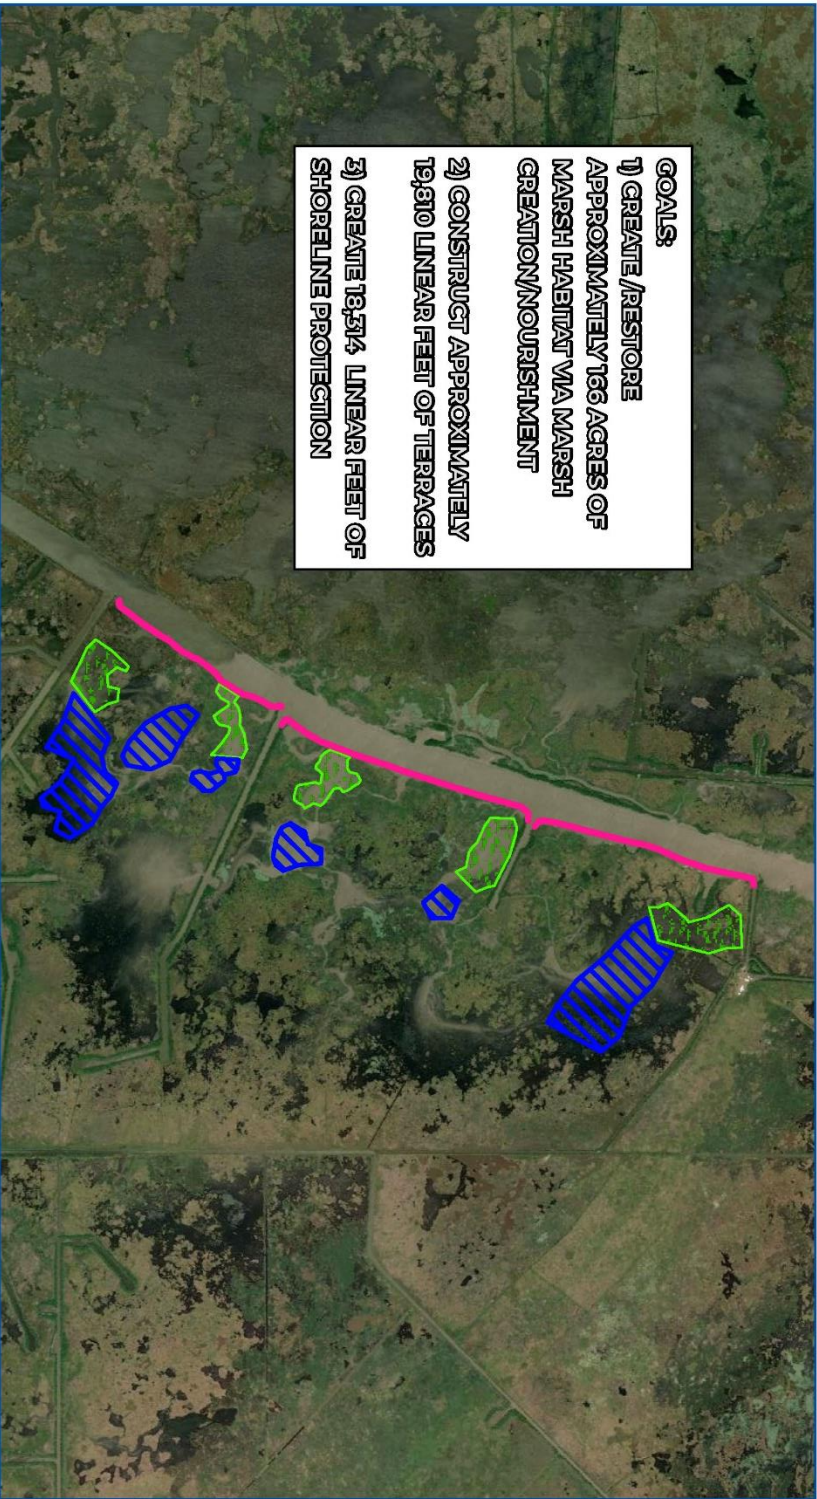 GOALS:
1) CREATE /RESTORE
APPROXIMATELY 166 ACRES OF
MARSH HABITAT VIA MARSH
CREATION/NOURISHMENT
2) CONSTRUCT APPROXIMATELY
19,810 LINEAR FEET OF TERRACES
3) CREATE 18,314 LINEAR FEET OF
SHORELINE PROTECTION